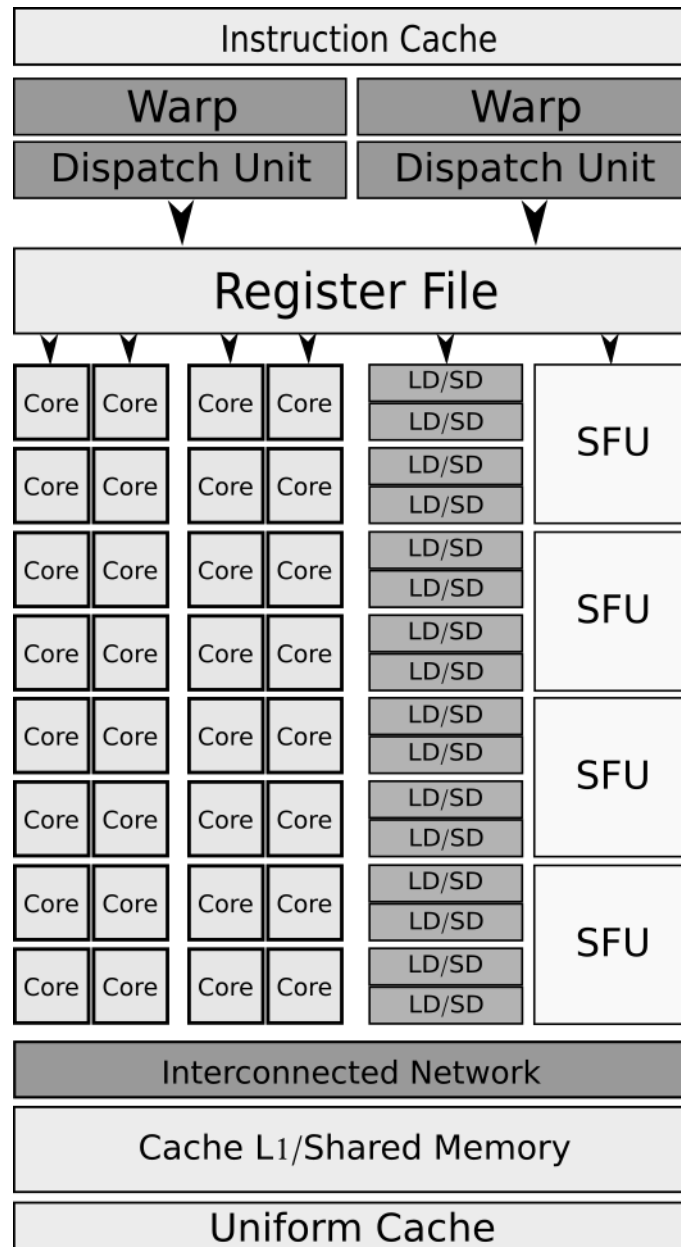 Instruction Cache
Warp Warp
Dispatch Unit Dispatch Unit
Register File
Core Core Core Core LD/SD SFU
LD/SD
Core Core Core Core LD/SD
LD/SD
Core Core Core Core LD/SD SFU
LD/SD
Core Core Core Core LD/SD
LD/SD
Core Core Core Core LD/SD SFU
LD/SD
Core Core Core Core LD/SD
LD/SD
Core Core Core Core LD/SD SFU
LD/SD
Core Core Core Core LD/SD
LD/SD
Interconnected Network
Cache L1/Shared Memory
Uniform Cache